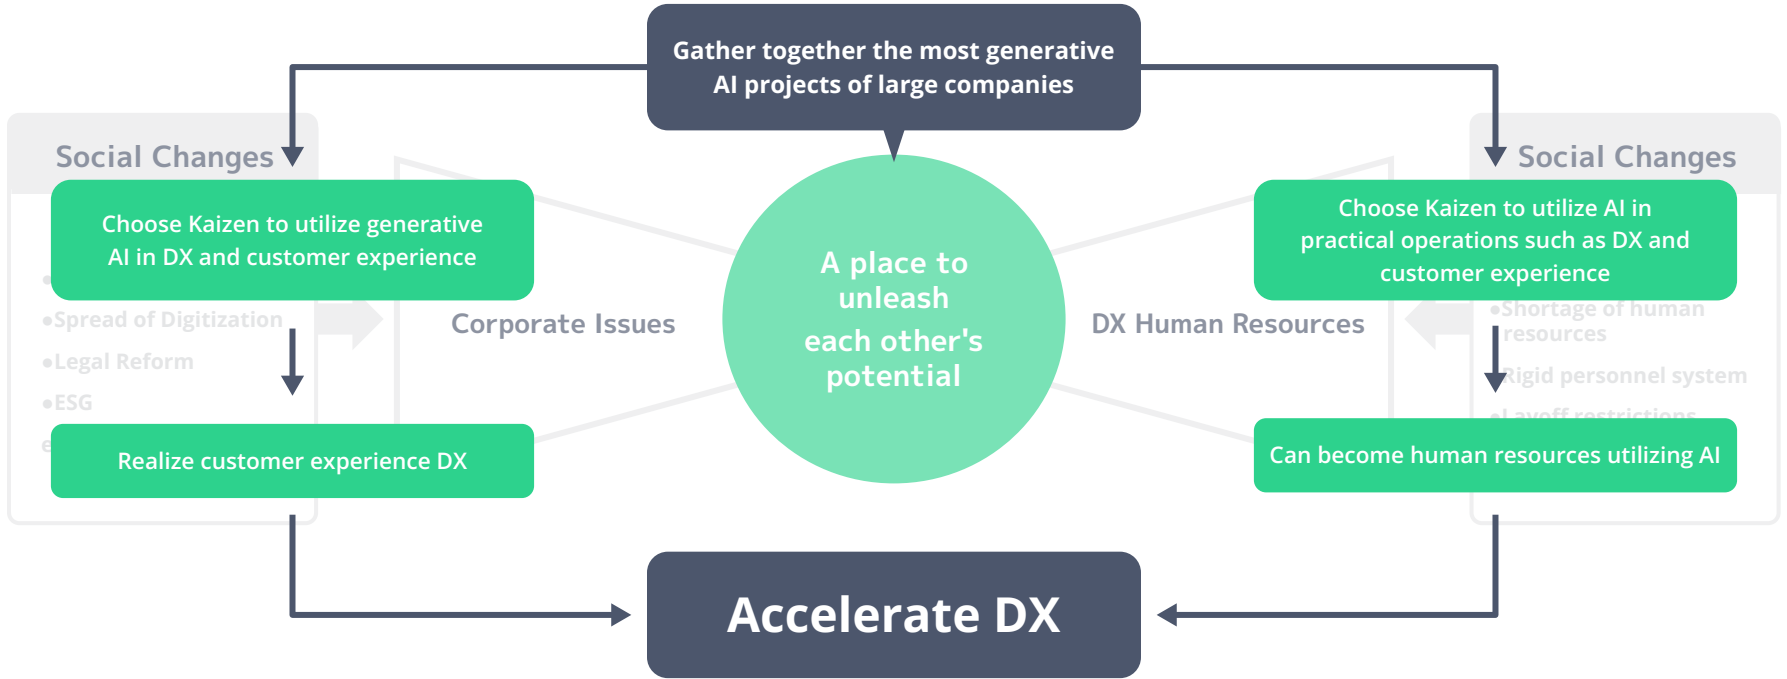 Gather together the most generative
AI projects of large companies
Social Changes
Choose Kaizen to utilize generative
AI in DX and customer experience
●Spread of Digitization
●Legal Reform
●ESG
Realize customer experience DX
Corporate Issues
A place to
unleash
each other's
potential
DX Human Resources
Social Changes
Choose Kaizen to utilize AI in
practical operations such as DX and
customer experience
●Shortage of human
resources
●Rigid personnel system
●Layoff restrictions
Can become human resources utilizing AI
Accelerate DX